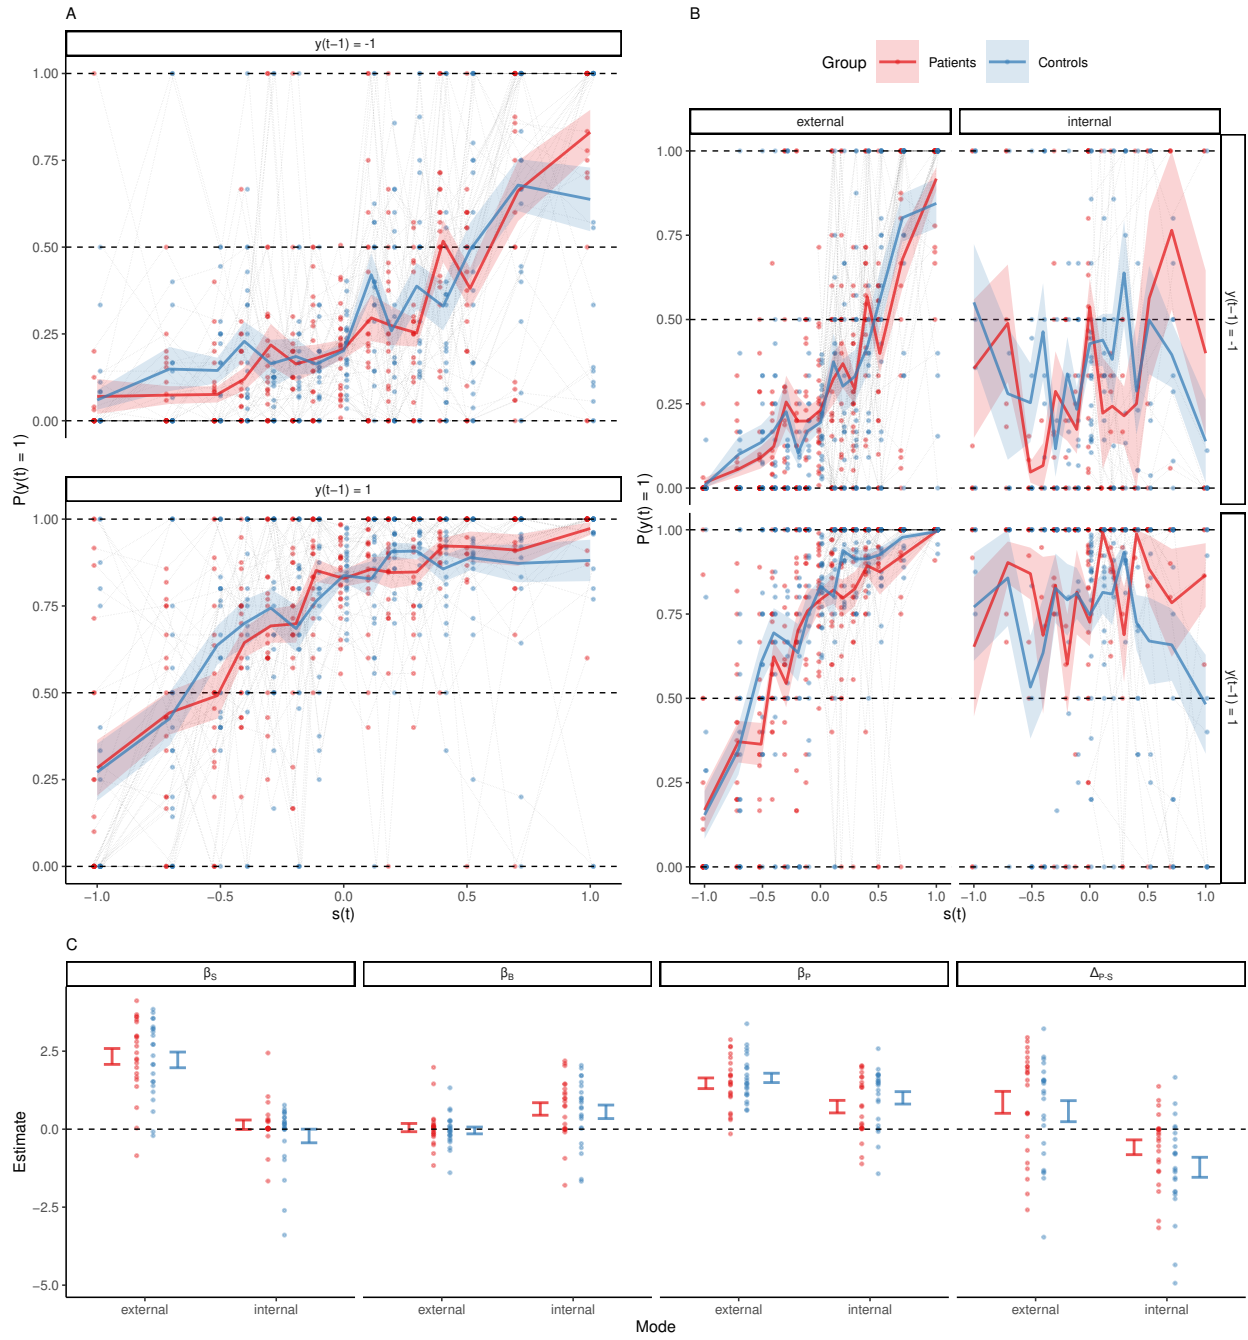 A
B
Group
Patients
Controls
y(t−1) = -1
external
internal
1.00
0.75
0.50
0.25
0.00
1.00
0.75
0.50
0.25
0.00
y(t−1) = -1
P(y(t) = 1)
P(y(t) = 1)
y(t−1) = 1
1.00
0.75
0.50
0.25
0.00
1.00
0.75
0.50
0.25
0.00
y(t−1) = 1
−1.0
−0.5
0.0
0.5
1.0
−1.0
−0.5
0.0
0.5
1.0
−1.0
−0.5
0.0
0.5
1.0
s(t)
s(t)
C
βS
βB
βP
ΔP-S
Estimate
2.5
0.0
−2.5
−5.0
external
internal
external
internal
external
internal
external
internal
Mode